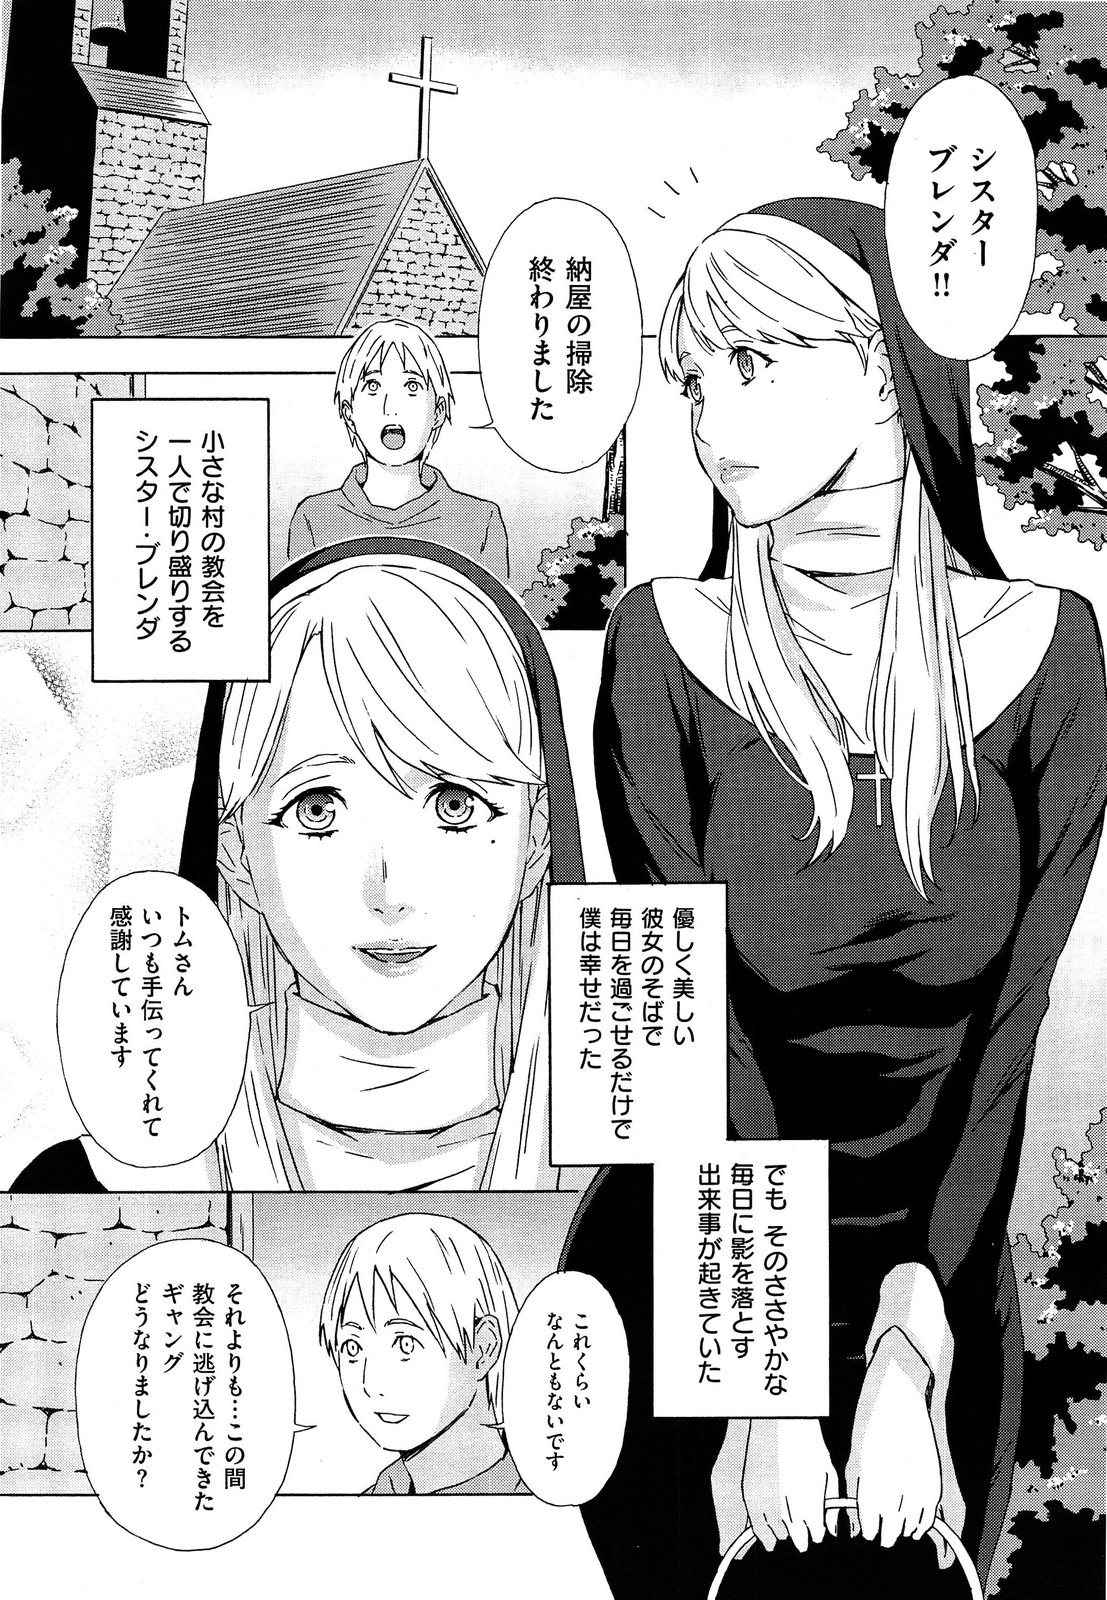 シスター
ブレンダ!!
納屋の掃除
終わりました
小さな村の教会を
一人で切り盛りする
シスター・ブレンダ
トムさん
いつも手伝ってくれて
感謝しています
優しく美しい
彼女のそばで
毎日を過ごせるだけで
僕は幸せだった
でも そのささやかな
毎日に影を落とす
出来事が起きていた
これくらい
なんともないです
それよりも…この間
教会に逃げ込んできた
ギャング
どうなりましたか?